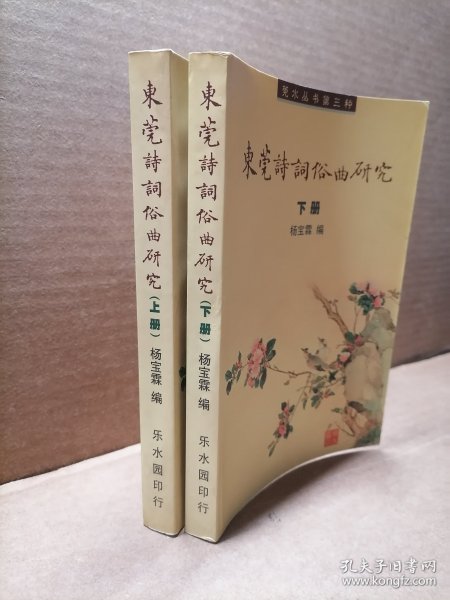 東莞詩詞俗曲研究（上册） 杨宝霖 编 乐水园印行
東莞詩詞俗曲研究（下册） 杨宝霖 编 乐水园印行
莞水丛书第三种
東莞詩詞俗曲研究
下册
杨宝霖 编
孔夫子旧书网
www.kongfz.com